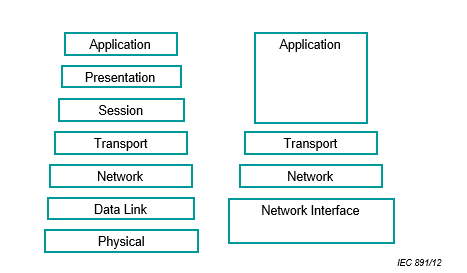 Application
Presentation
Session
Transport
Network
Data Link
Physical
Application
Transport
Network
Network Interface
IEC 891/12